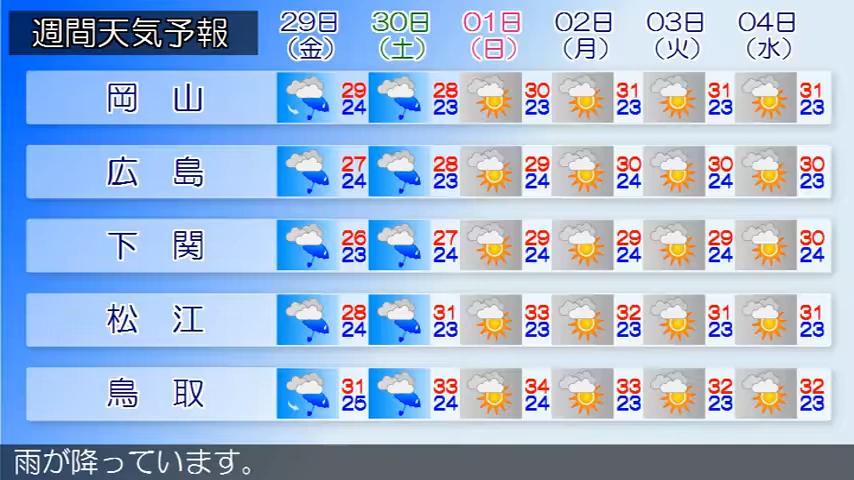 週間天気予報 29日 30日 01日 02日 03日 04日
(金) (土) (日) (月) (火) (水)
岡山 29 28 30 31 31 31
24 23 23 23 23 23
広島 27 28 29 30 30 30
24 23 24 24 24 23
下関 26 27 29 29 29 30
23 24 24 24 24 24
松江 28 31 33 32 31 31
24 23 23 23 23 23
鳥取 31 33 34 33 32 32
25 24 24 23 23 23
雨が降っています。